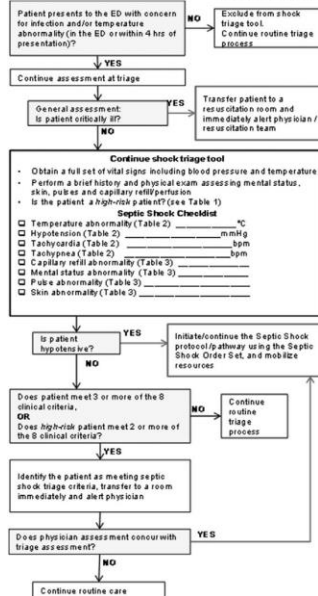 Patient presents to the ED with concern
for infection and/or temperature
abnormality (in the ED or within 4 hrs of
presentation)?
NO
Exclude from shock
triage tool.
Continue routine triage
process
YES
Continue assessment at triage
General assessment:
Is patient critically ill?
YES
Transfer patient to a
resuscitation room and
immediately alert physician /
resuscitation team
NO
Continue shock triage tool
• Obtain a full set of vital signs including blood pressure and temperature
• Perform a brief history and physical exam assessing mental status,
skin, pulses and capillary refill/perfusion
• Is the patient a high-risk patient? (see Table 1)
Septic Shock Checklist
❑ Temperature abnormality (Table 2) ____________ºC
❑ Hypotension (Table 2) ____________mmHg
❑ Tachycardia (Table 2) ____________bpm
❑ Tachypnea (Table 2) ____________bpm
❑ Capillary refill abnormality (Table 3) ____________
❑ Mental status abnormality (Table 3) ____________
❑ Pulse abnormality (Table 3) ____________
❑ Skin abnormality (Table 3) ____________
Is patient
hypotensive?
YES
Initiate/continue the Septic Shock
protocol/pathway using the Septic
Shock Order Set, and mobilize
resources
NO
Does patient meet 3 or more of the 8
clinical criteria,
OR
Does high-risk patient meet 2 or more of
the 8 clinical criteria?
NO
Continue
routine
triage
process
YES
Identify the patient as meeting septic
shock triage criteria, transfer to a room
immediately and alert physician
Does physician assessment concur with
triage assessment?
YES
NO
Continue routine care